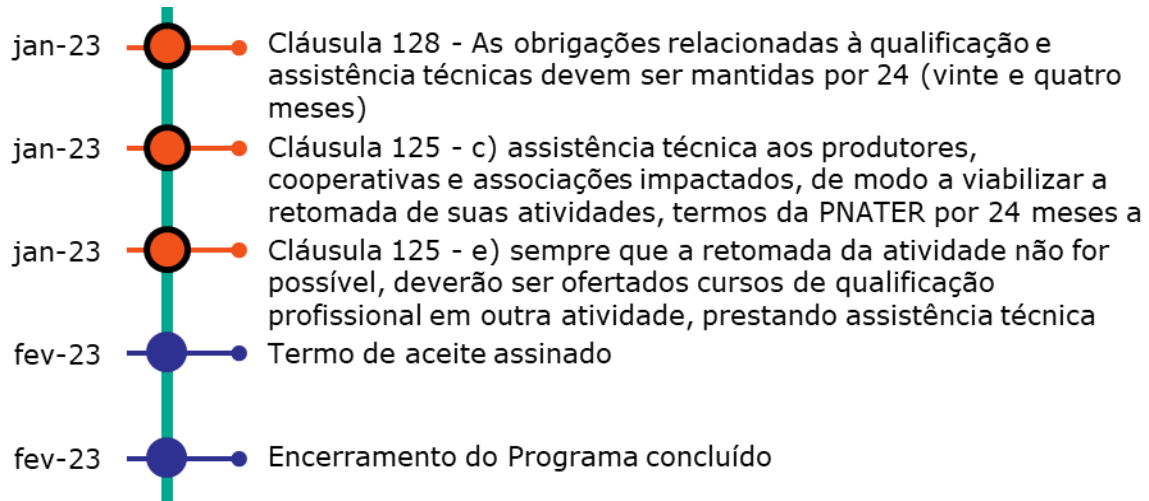 jan-23
Cláusula 128 - As obrigações relacionadas à qualificação e
assistência técnicas devem ser mantidas por 24 (vinte e quatro
meses)
jan-23
Cláusula 125 - c) assistência técnica aos produtores,
cooperativas e associações impactados, de modo a viabilizar a
retomada de suas atividades, termos da PNATER por 24 meses a
jan-23
Cláusula 125 - e) sempre que a retomada da atividade não for
possível, deverão ser ofertados cursos de qualificação
profissional em outra atividade, prestando assistência técnica
fev-23
Termo de aceite assinado
fev-23
Encerramento do Programa concluído